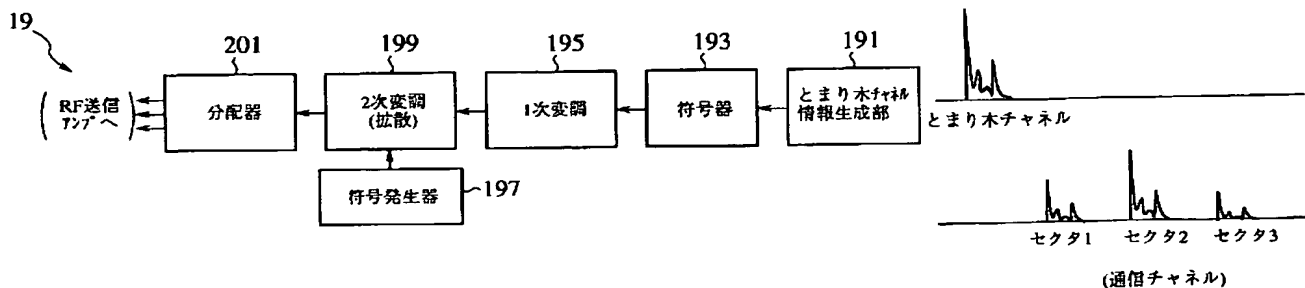 19
201
199
195
193
191
RF送信
アンプへ
分配器
2次変調
(拡散)
1次変調
符号器
とまり木チャネル
情報生成部
符号発生器
197
とまり木チャネル
セクタ1
セクタ2
セクタ3
(通信チャネル)